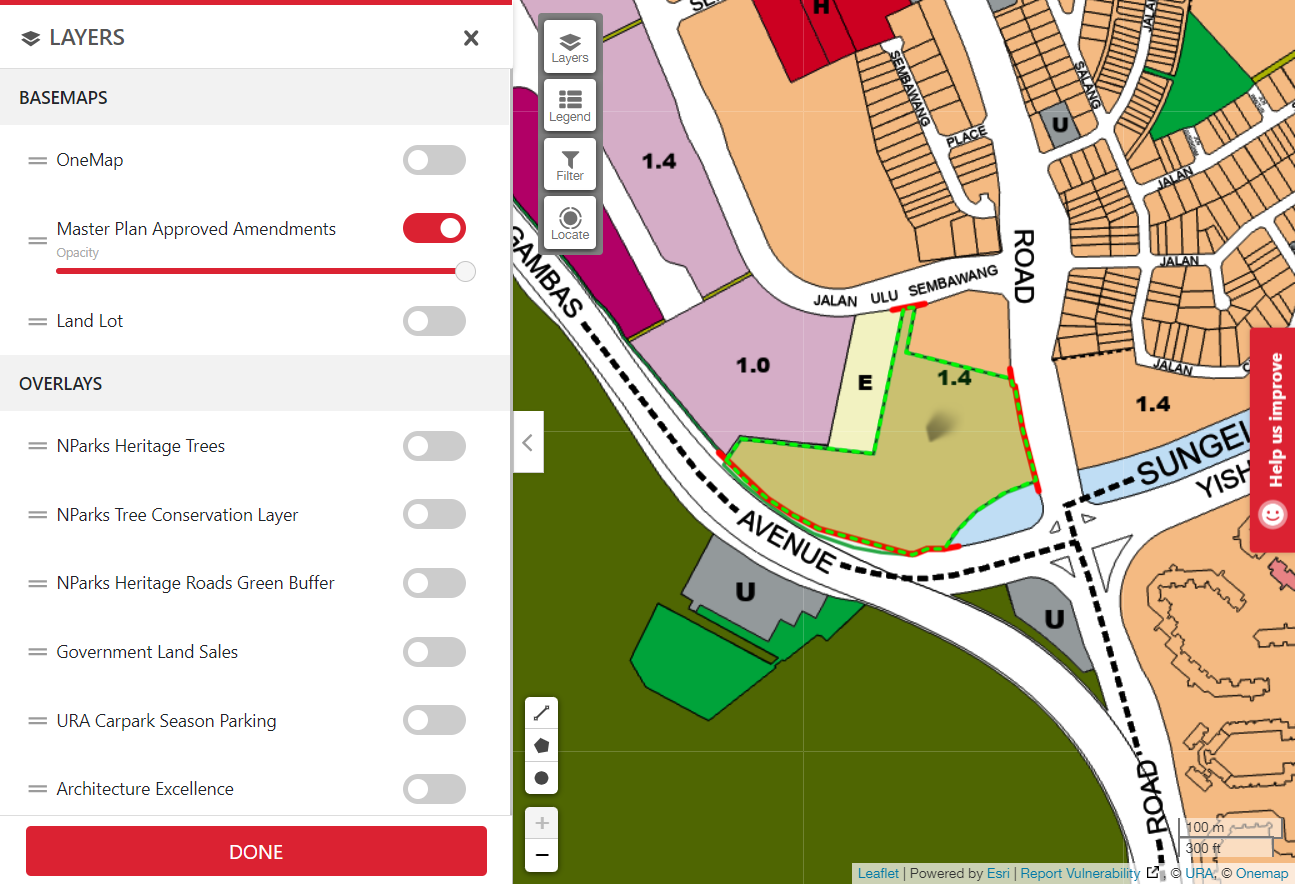 LAYERS
BASEMAPS
OneMap
Master Plan Approved Amendments
Opacity
Land Lot
OVERLAYS
NParks Heritage Trees
NParks Tree Conservation Layer
NParks Heritage Roads Green Buffer
Government Land Sales
URA Carpark Season Parking
Architecture Excellence
DONE
Layers
Legend
Filter
Locate
H
SEMBAWANG
PLACE
1.4
JALAN
SALANG
U
JALAN
JALAN
ROAD
GAMBAS
JALAN ULU SEMBAWANG
1.0
E
1.4
JALAN
1.4
SUNGEI
YISH
AVENUE
U
U
ROAD
Help us improve
100 m
300 ft
Leaflet | Powered by Esri | Report Vulnerability , © URA, © Onemap